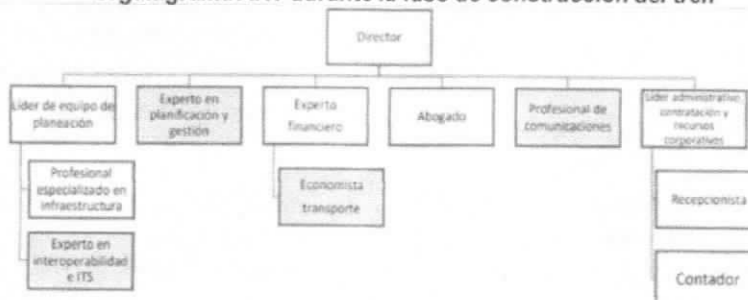 durante la fase de construcción del tren
Director
Líder de equipo de
planeación
Experto en
planificación y
gestión
Experto
financiero
Abogado
Profesional de
comunicaciones
Líder administrativo,
contratación y
recursos
corporativos
Profesional
especializado en
infraestructura
Economista
transporte
Recepcionista
Experto en
interoperabilidad
e ITS
Contador